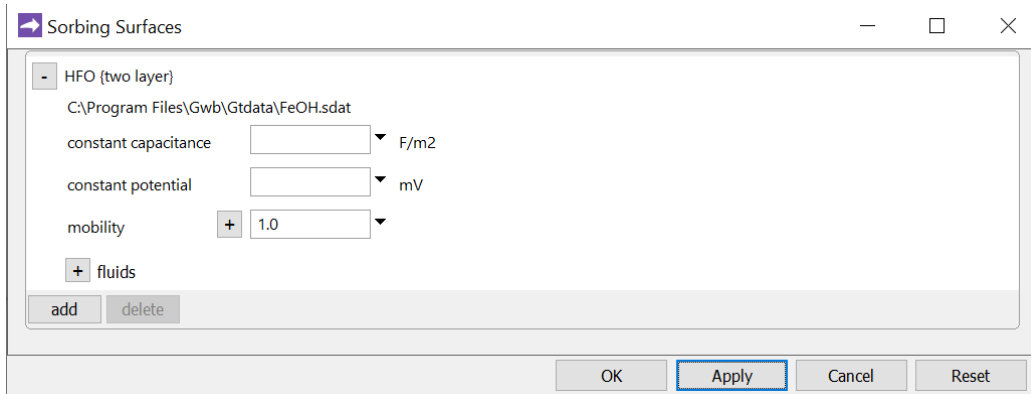 Sorbing Surfaces
- HFO {two layer}
C:\Program Files\Gwb\Gtdata\FeOH.sdat
constant capacitance F/m2
constant potential mV
mobility + 1.0
+ fluids
add delete
OK Apply Cancel Reset